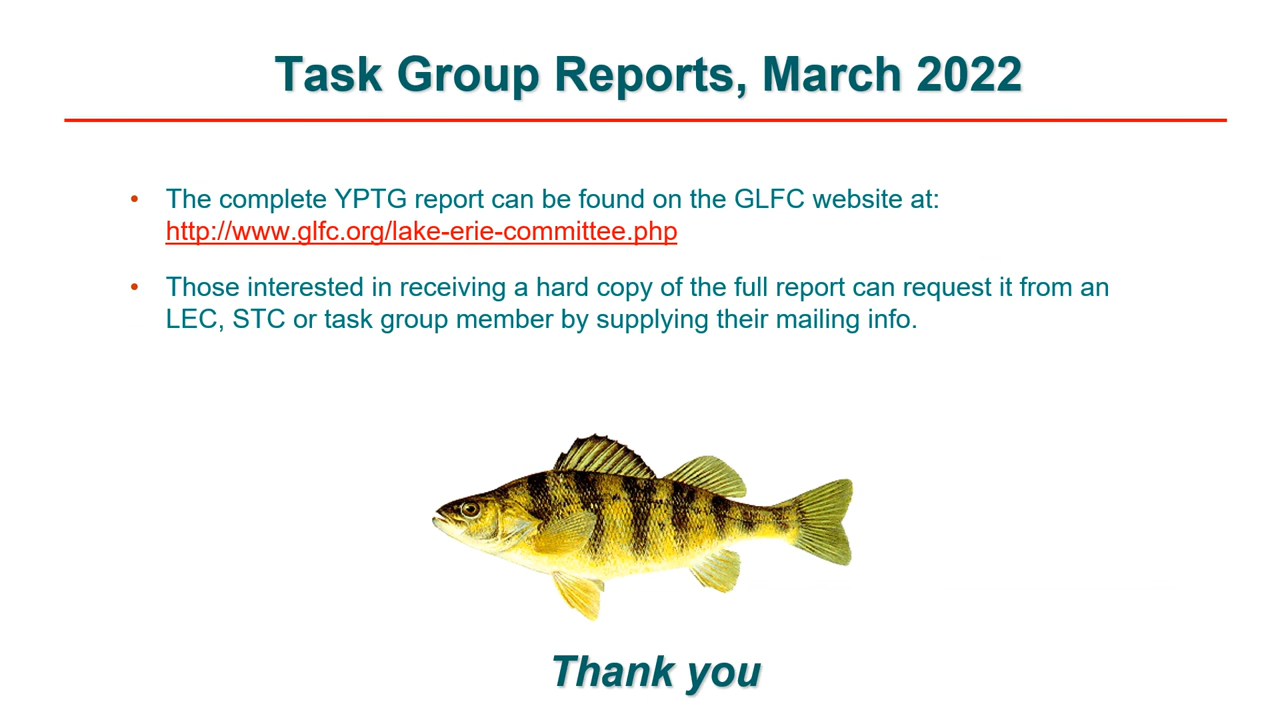 Task Group Reports, March 2022
• The complete YPTG report can be found on the GLFC website at:
http://www.glfc.org/lake-erie-committee.php
• Those interested in receiving a hard copy of the full report can request it from an
LEC, STC or task group member by supplying their mailing info.
Thank you